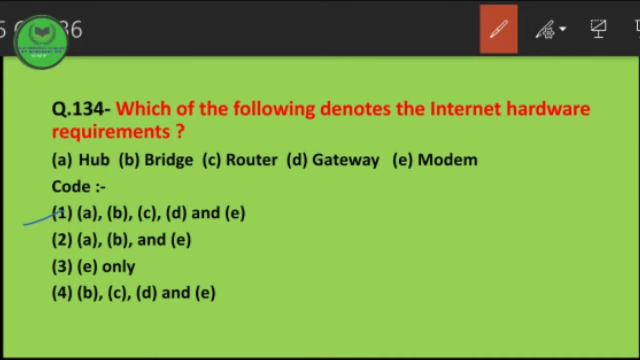 36
Q.134- Which of the following denotes the Internet hardware
requirements ?
(a) Hub (b) Bridge (c) Router (d) Gateway (e) Modem
Code :-
(1) (a), (b), (c), (d) and (e)
(2) (a), (b), and (e)
(3) (e) only
(4) (b), (c), (d) and (e)